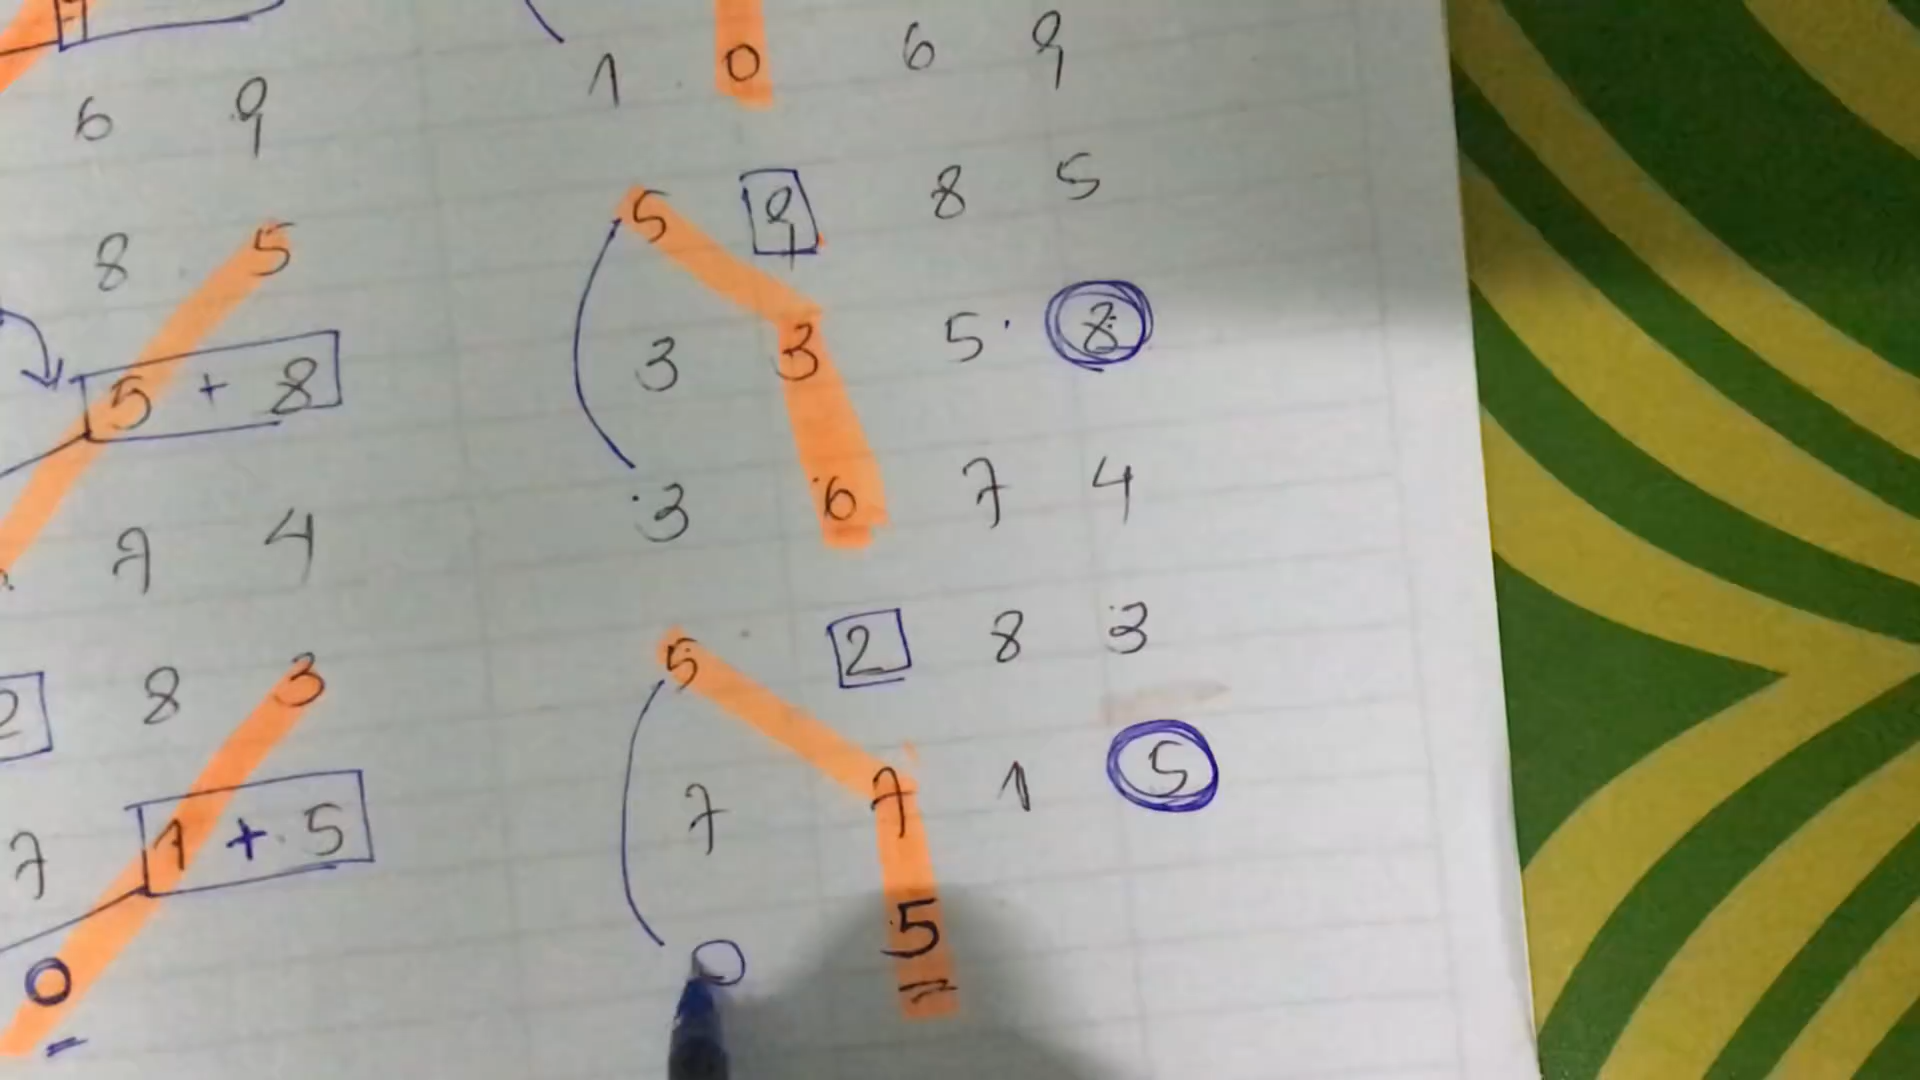 1 0 6 9
6 9
5 9 8 5
8 5
3 3 5 8
5 + 8
3 6 7 4
7 4
5 2 8 3
2 8 3
7 7 1 5
7 1 + 5
0 5
0